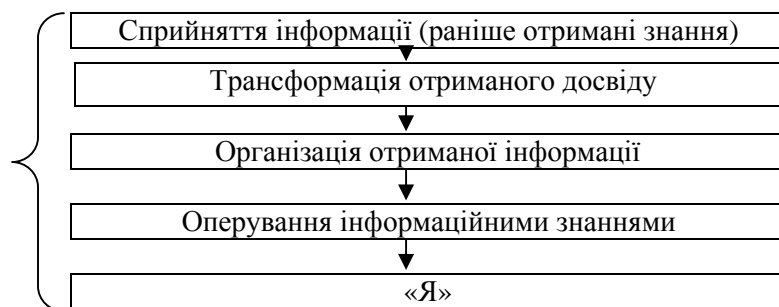 Сприйняття інформації (раніше отримані знання)
Трансформація отриманого досвіду
Організація отриманої інформації
Оперування інформаційними знаннями
«Я»